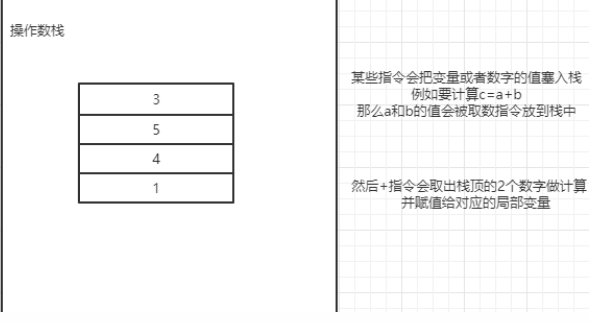 操作数栈
3
5
4
1
某些指令会把变量或者数字的值塞入栈
例如要计算c=a+b
那么a和b的值会被取数指令放到栈中
然后+指令会取出栈顶的2个数字做计算
并赋值给对应的局部变量